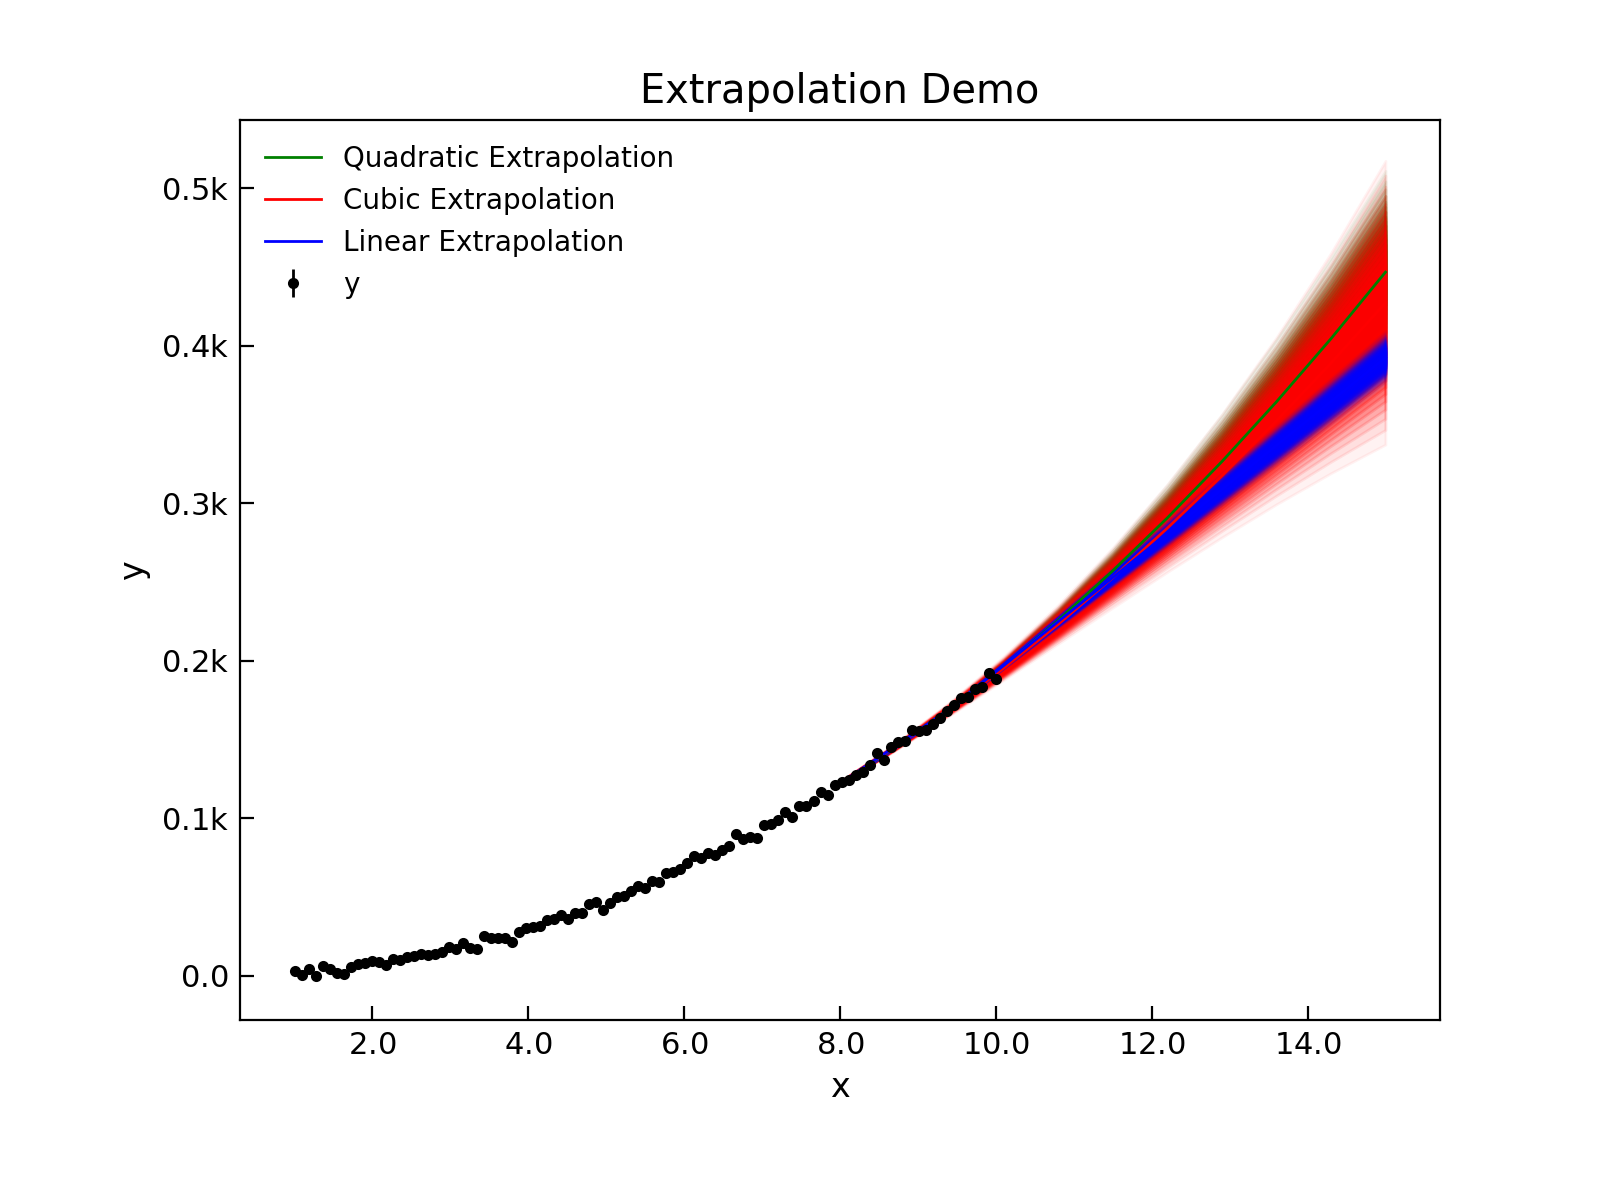 Extrapolation Demo
Quadratic Extrapolation
Cubic Extrapolation
Linear Extrapolation
y
0.5k
0.4k
0.3k
0.2k
0.1k
0.0
y
2.0 4.0 6.0 8.0 10.0 12.0 14.0
x